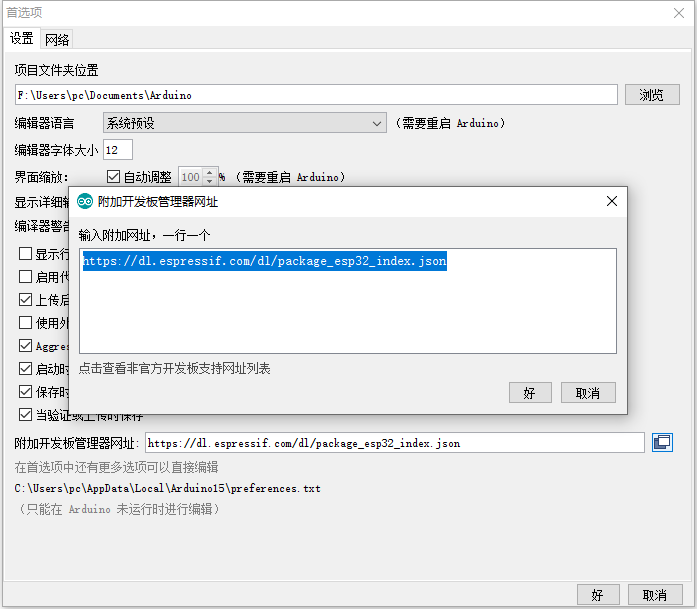 首选项
设置 网络
项目文件夹位置
F:\Users\pc\Documents\Arduino 浏览
编辑器语言 系统预设 （需要重启 Arduino）
编辑器字体大小 12
界面缩放： 自动调整 100 % （需要重启 Arduino）
显示详细
编译器警告
显示行
启用代
上传后
使用外
Aggres
启动时
保存时
当验证或上传时保存
附加开发板管理器网址
输入附加网址，一行一个
https://dl.espressif.com/dl/package_esp32_index.json
点击查看非官方开发板支持网址列表
好 取消
附加开发板管理器网址: https://dl.espressif.com/dl/package_esp32_index.json
在首选项中还有更多选项可以直接编辑
C:\Users\pc\AppData\Local\Arduino15\preferences.txt
（只能在 Arduino 未运行时进行编辑）
好 取消